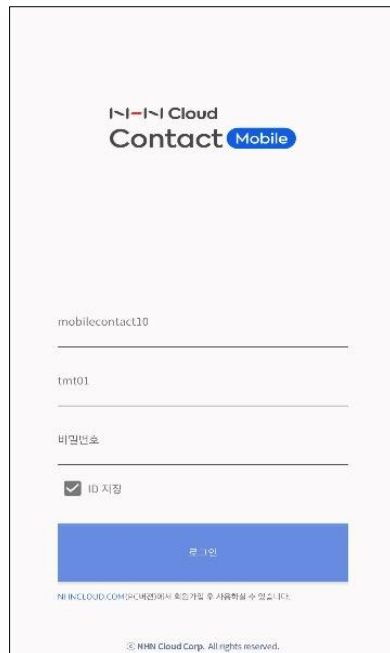 NHN Cloud
Contact Mobile
mobilecontact10
tmt01
비밀번호
ID 저장
로그인
NHNCLOUD.COM(PC버전)에서 회원가입 후 사용하실 수 있습니다.
ⓒ NHN Cloud Corp. All rights reserved.